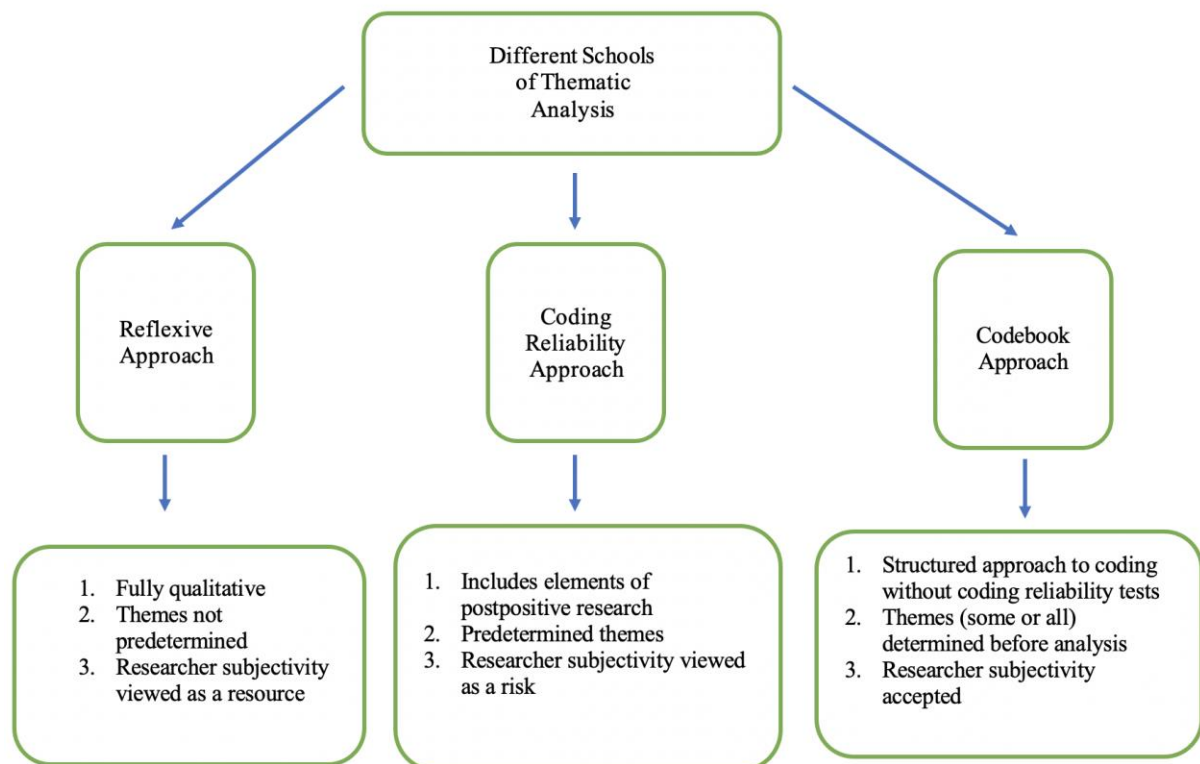 Different Schools
of Thematic
Analysis
Reflexive
Approach
Coding
Reliability
Approach
Codebook
Approach
1. Fully qualitative
2. Themes not
predetermined
3. Researcher subjectivity
viewed as a resource
1. Includes elements of
postpositive research
2. Predetermined themes
3. Researcher subjectivity viewed
as a risk
1. Structured approach to coding
without coding reliability tests
2. Themes (some or all)
determined before analysis
3. Researcher subjectivity
accepted